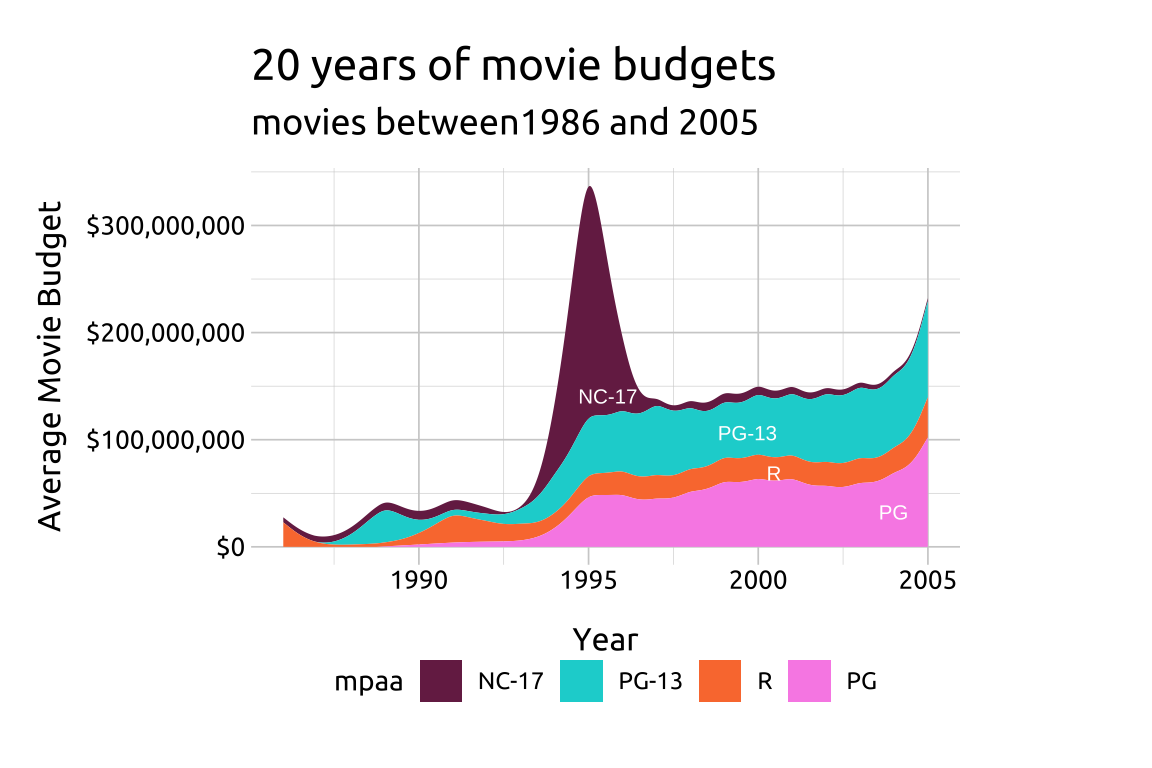 20 years of movie budgets
movies between1986 and 2005
Average Movie Budget
$300,000,000
$200,000,000
$100,000,000
$0
NC-17
PG-13
R
PG
1990 1995 2000 2005
Year
mpaa NC-17 PG-13 R PG